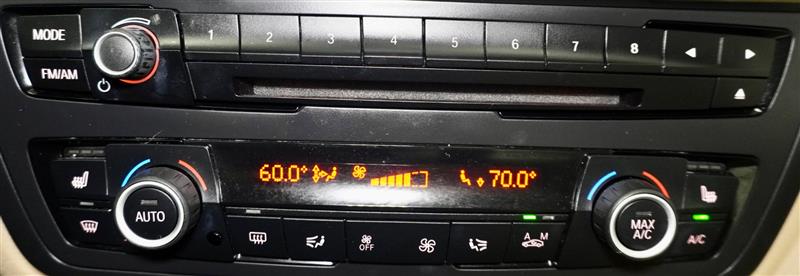 MODE
1 2 3 4 5 6 7 8
FM/AM
60.0° 70.0°
AUTO
OFF
A M
MAX
A/C
A/C